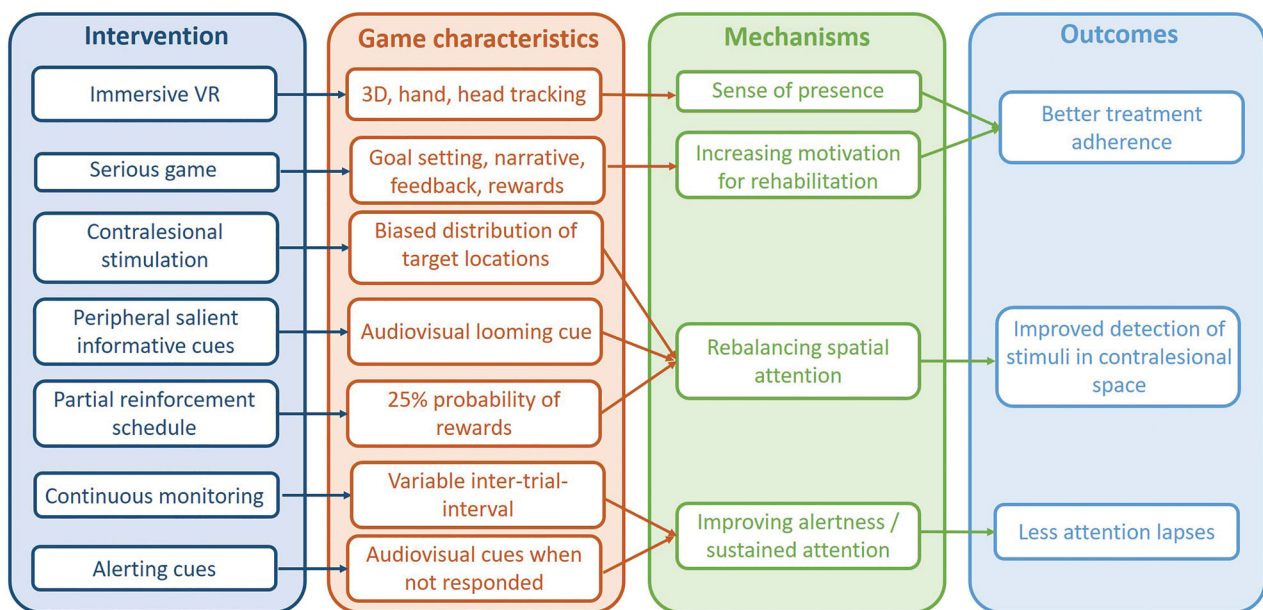 Intervention
Immersive VR
Serious game
Contralesional
stimulation
Peripheral salient
informative cues
Partial reinforcement
schedule
Continuous monitoring
Alerting cues
Game characteristics
3D, hand, head tracking
Goal setting, narrative,
feedback, rewards
Biased distribution of
target locations
Audiovisual looming cue
25% probability of
rewards
Variable inter-trial-
interval
Audiovisual cues when
not responded
Mechanisms
Sense of presence
Increasing motivation
for rehabilitation
Rebalancing spatial
attention
Improving alertness /
sustained attention
Outcomes
Better treatment
adherence
Improved detection of
stimuli in contralesional
space
Less attention lapses